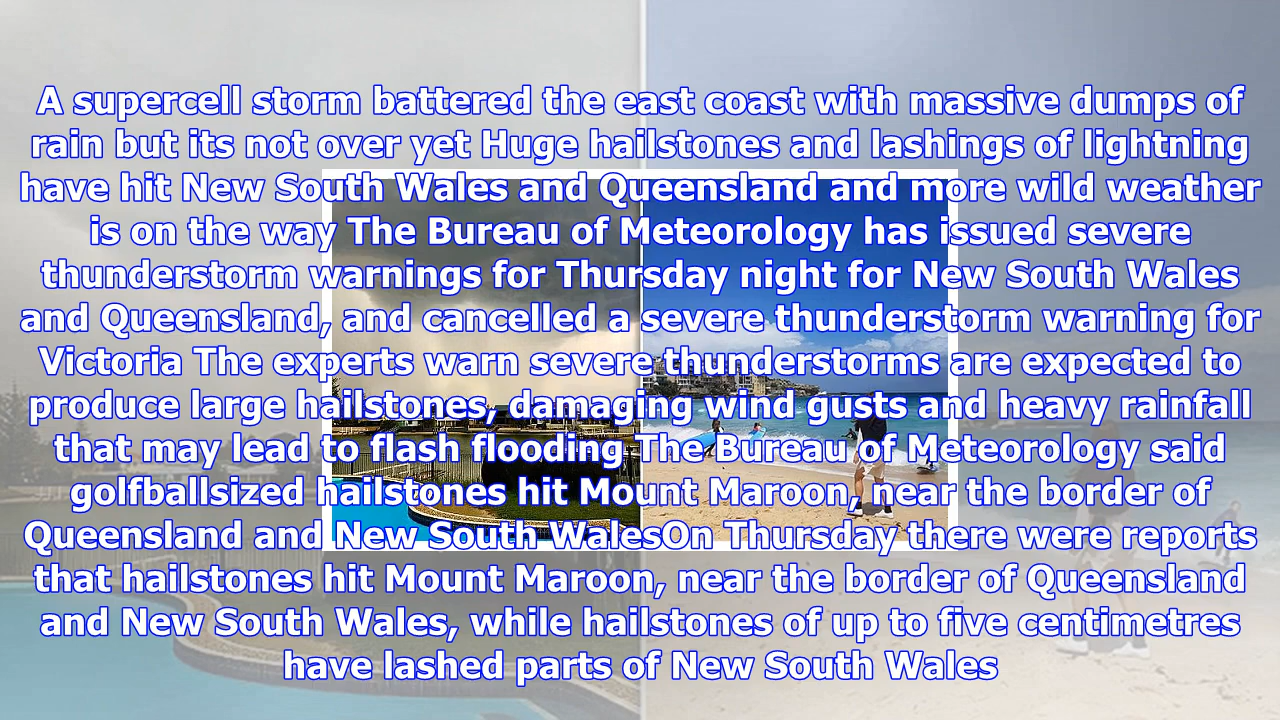 A supercell storm battered the east coast with massive dumps of
rain but its not over yet Huge hailstones and lashings of lightning
have hit New South Wales and Queensland and more wild weather
is on the way The Bureau of Meteorology has issued severe
thunderstorm warnings for Thursday night for New South Wales
and Queensland, and cancelled a severe thunderstorm warning for
Victoria The experts warn severe thunderstorms are expected to
produce large hailstones, damaging wind gusts and heavy rainfall
that may lead to flash flooding The Bureau of Meteorology said
golfballsized hailstones hit Mount Maroon, near the border of
Queensland and New South WalesOn Thursday there were reports
that hailstones hit Mount Maroon, near the border of Queensland
and New South Wales, while hailstones of up to five centimetres
have lashed parts of New South Wales